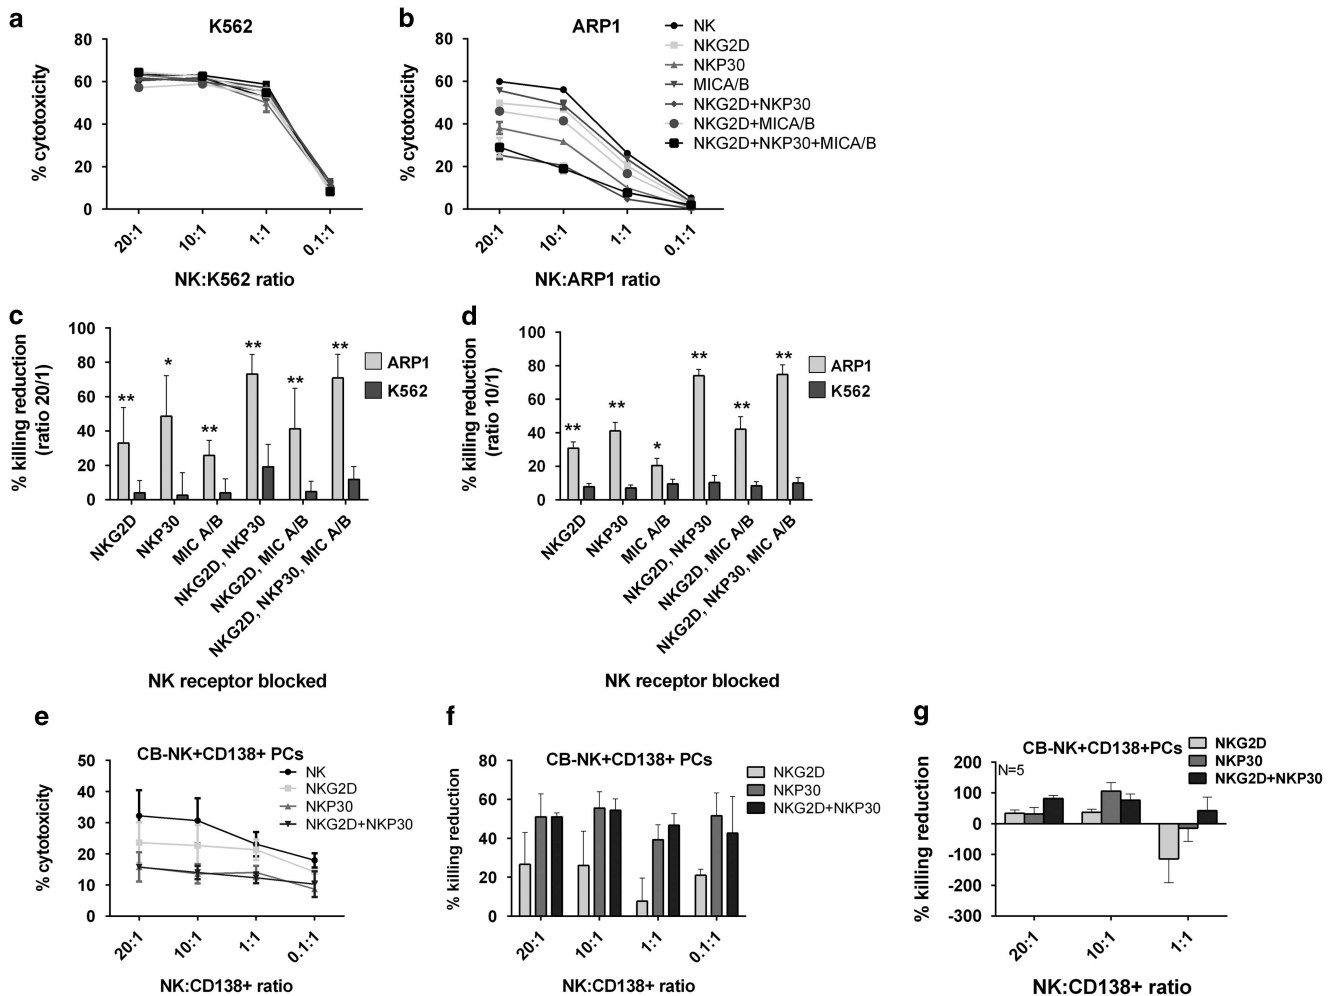 a
K562
80
60
40
20
0
% cytotoxicity
20:1
10:1
1:1
0.1:1
NK:K562 ratio
b
ARP1
80
60
40
20
0
% cytotoxicity
20:1
10:1
1:1
0.1:1
NK:ARP1 ratio
NK
NKG2D
NKP30
MICA/B
NKG2D+NKP30
NKG2D+MICA/B
NKG2D+NKP30+MICA/B
c
100
80
60
40
20
0
% killing reduction
(ratio 20/1)
**
*
**
**
**
**
ARP1
K562
NKG2D
NKP30
MIC A/B
NKG2D, NKP30
NKG2D, MIC A/B
NKG2D, NKP30, MIC A/B
NK receptor blocked
d
100
80
60
40
20
0
% killing reduction
(ratio 10/1)
**
**
*
**
**
**
ARP1
K562
NKG2D
NKP30
MIC A/B
NKG2D, NKP30
NKG2D, MIC A/B
NKG2D, NKP30, MIC A/B
NK receptor blocked
e
CB-NK+CD138+ PCs
50
40
30
20
10
0
% cytotoxicity
NK
NKG2D
NKP30
NKG2D+NKP30
20:1
10:1
1:1
0.1:1
NK:CD138+ ratio
f
CB-NK+CD138+ PCs
80
60
40
20
0
% killing reduction
NKG2D
NKP30
NKG2D+NKP30
20:1
10:1
1:1
0.1:1
NK:CD138+ ratio
g
CB-NK+CD138+PCs
N=5
200
100
0
-100
-200
-300
% killing reduction
NKG2D
NKP30
NKG2D+NKP30
20:1
10:1
1:1
NK:CD138+ ratio